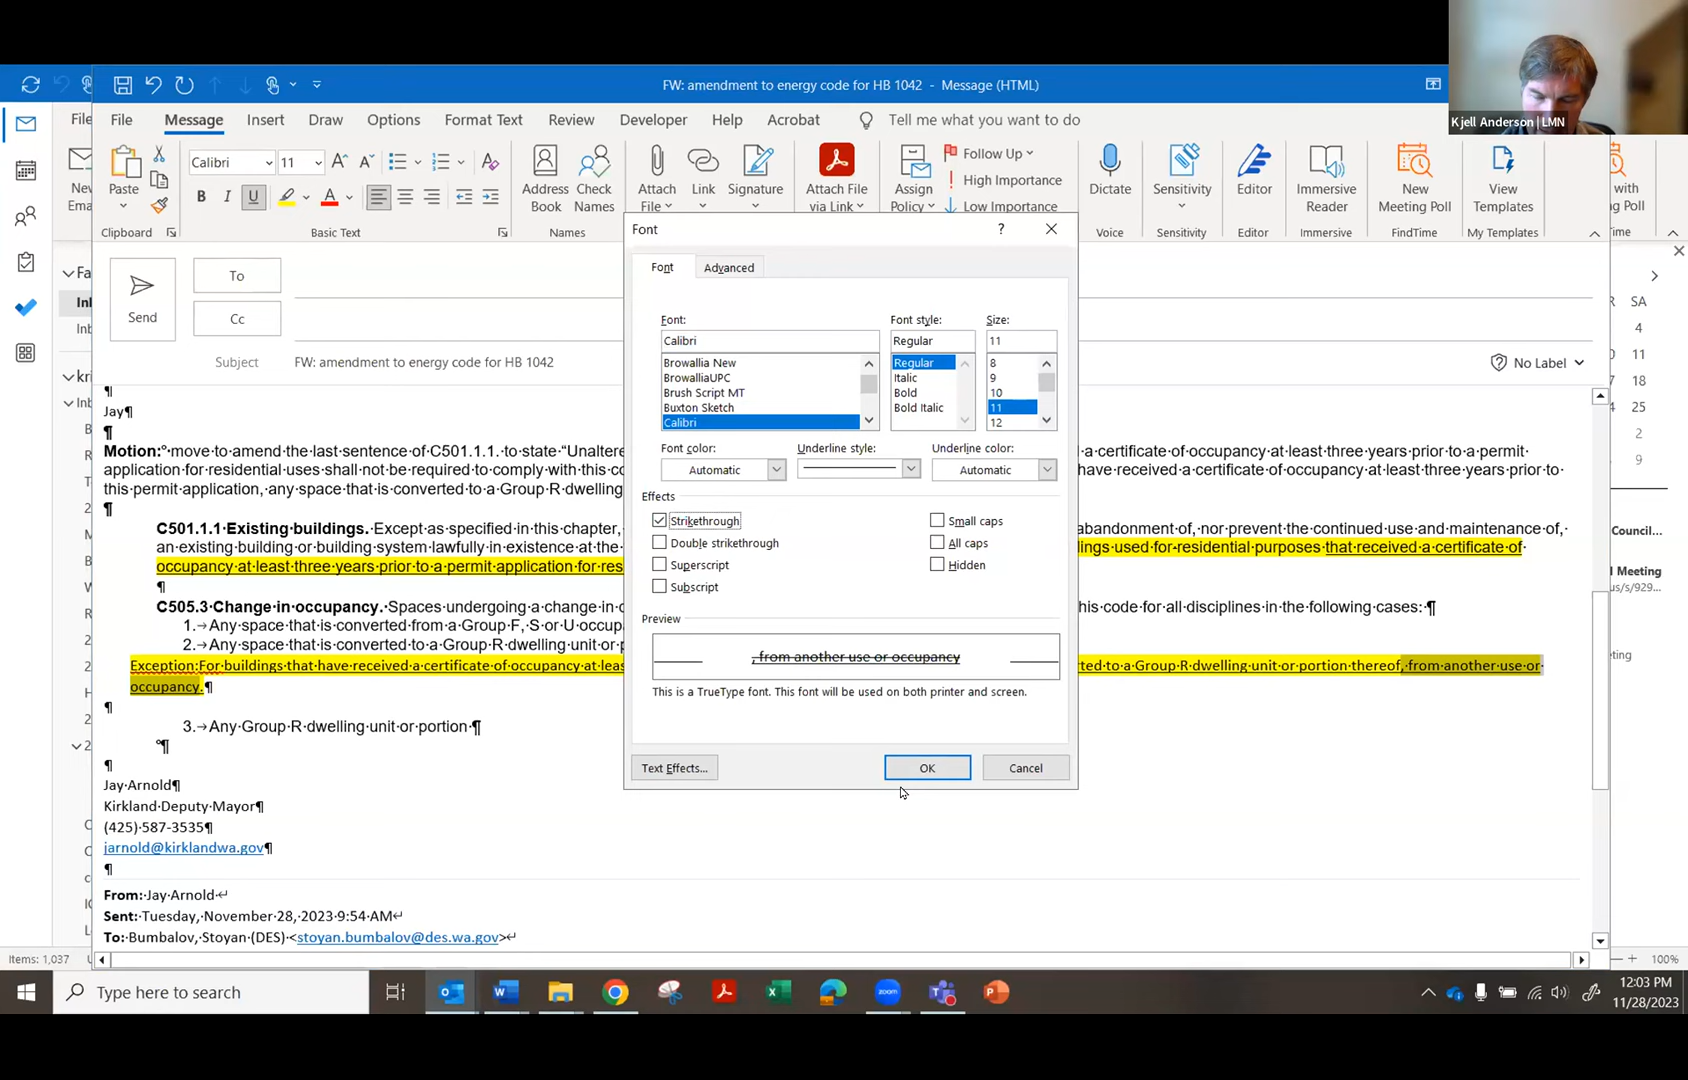 Kjell Anderson | LMN
FW: amendment to energy code for HB 1042 - Message (HTML)
File Message Insert Draw Options Format Text Review Developer Help Acrobat Tell me what you want to do
Calibri 11
Follow Up
High Importance
Low Importance
Paste
B I U
Address Book
Check Names
Attach File
Link
Signature
Attach File via Link
Assign Policy
Dictate
Sensitivity
Editor
Immersive Reader
New Meeting Poll
View Templates
Clipboard Basic Text Names Voice Sensitivity Editor Immersive FindTime My Templates
Send
To
Cc
Subject FW: amendment to energy code for HB 1042
No Label
Font
Font Advanced
Font: Font style: Size:
Calibri Regular 11
Browallia New Regular 8
BrowalliaUPC Italic 9
Brush Script MT Bold 10
Buxton Sketch Bold Italic 11
Calibri 12
Font color: Underline style: Underline color:
Automatic Automatic
Effects
Strikethrough Small caps
Double strikethrough All caps
Superscript Hidden
Subscript
Preview
, from another use or occupancy
This is a TrueType font. This font will be used on both printer and screen.
Text Effects... OK Cancel
¶
Jay¶
¶
Motion:°·move·to·amend·the·last·sentence·of·C501.1.1.·to·state·“Unaltere
d·a·certificate·of·occupancy·at·least·three·years·prior·to·a·permit·
application·for·residential·uses·shall·not·be·required·to·comply·with·this·co
have·received·a·certificate·of·occupancy·at·least·three·years·prior·to·
this·permit·application,·any·space·that·is·converted·to·a·Group·R·dwelling
¶
C501.1.1·Existing·buildings.·Except·as·specified·in·this·chapter,
abandonment·of,·nor·prevent·the·continued·use·and·maintenance·of,·
an·existing·building·or·building·system·lawfully·in·existence·at·the·
ings·used·for·residential·purposes·that·received·a·certificate·of·
occupancy·at·least·three·years·prior·to·a·permit·application·for·res
¶
C505.3·Change·in·occupancy.·Spaces·undergoing·a·change·in·o
his·code·for·all·disciplines·in·the·following·cases:·¶
1.→Any·space·that·is·converted·from·a·Group·F,·S·or·U·occup
2.→Any·space·that·is·converted·to·a·Group·R·dwelling·unit·or·p
Exception:For·buildings·that·have·received·a·certificate·of·occupancy·at·leas
rted·to·a·Group·R·dwelling·unit·or·portion·thereof,·from·another·use·or·
occupancy.¶
¶
3.→Any·Group·R·dwelling·unit·or·portion·¶
°¶
¶
Jay·Arnold¶
Kirkland·Deputy·Mayor¶
(425)·587-3535¶
jarnold@kirklandwa.gov¶
¶
From:·Jay·Arnold↵
Sent:·Tuesday,·November·28,·2023·9:54·AM↵
To:·Bumbalov,·Stoyan·(DES)·<stoyan.bumbalov@des.wa.gov>↵
SA
4
11
18
25
2
9
Council...
Meeting
us/s/929...
Items: 1,037
100%
Type here to search
zoom
12:03 PM
11/28/2023